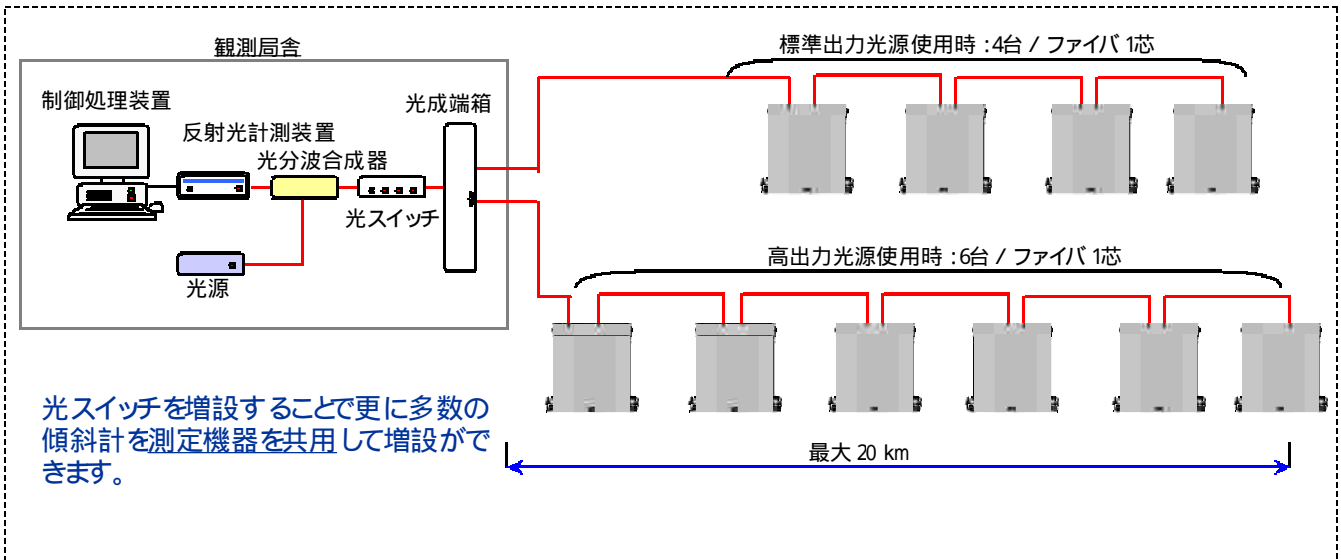 観測局舎
標準出力光源使用時 :4台 / ファイバ 1芯
制御処理装置
光成端箱
反射光計測装置
光分波合成器
光スイッチ
光源
高出力光源使用時 :6台 / ファイバ 1芯
光スイッチを増設することで更に多数の
傾斜計を測定機器を共用して増設がで
きます。
最大 20 km